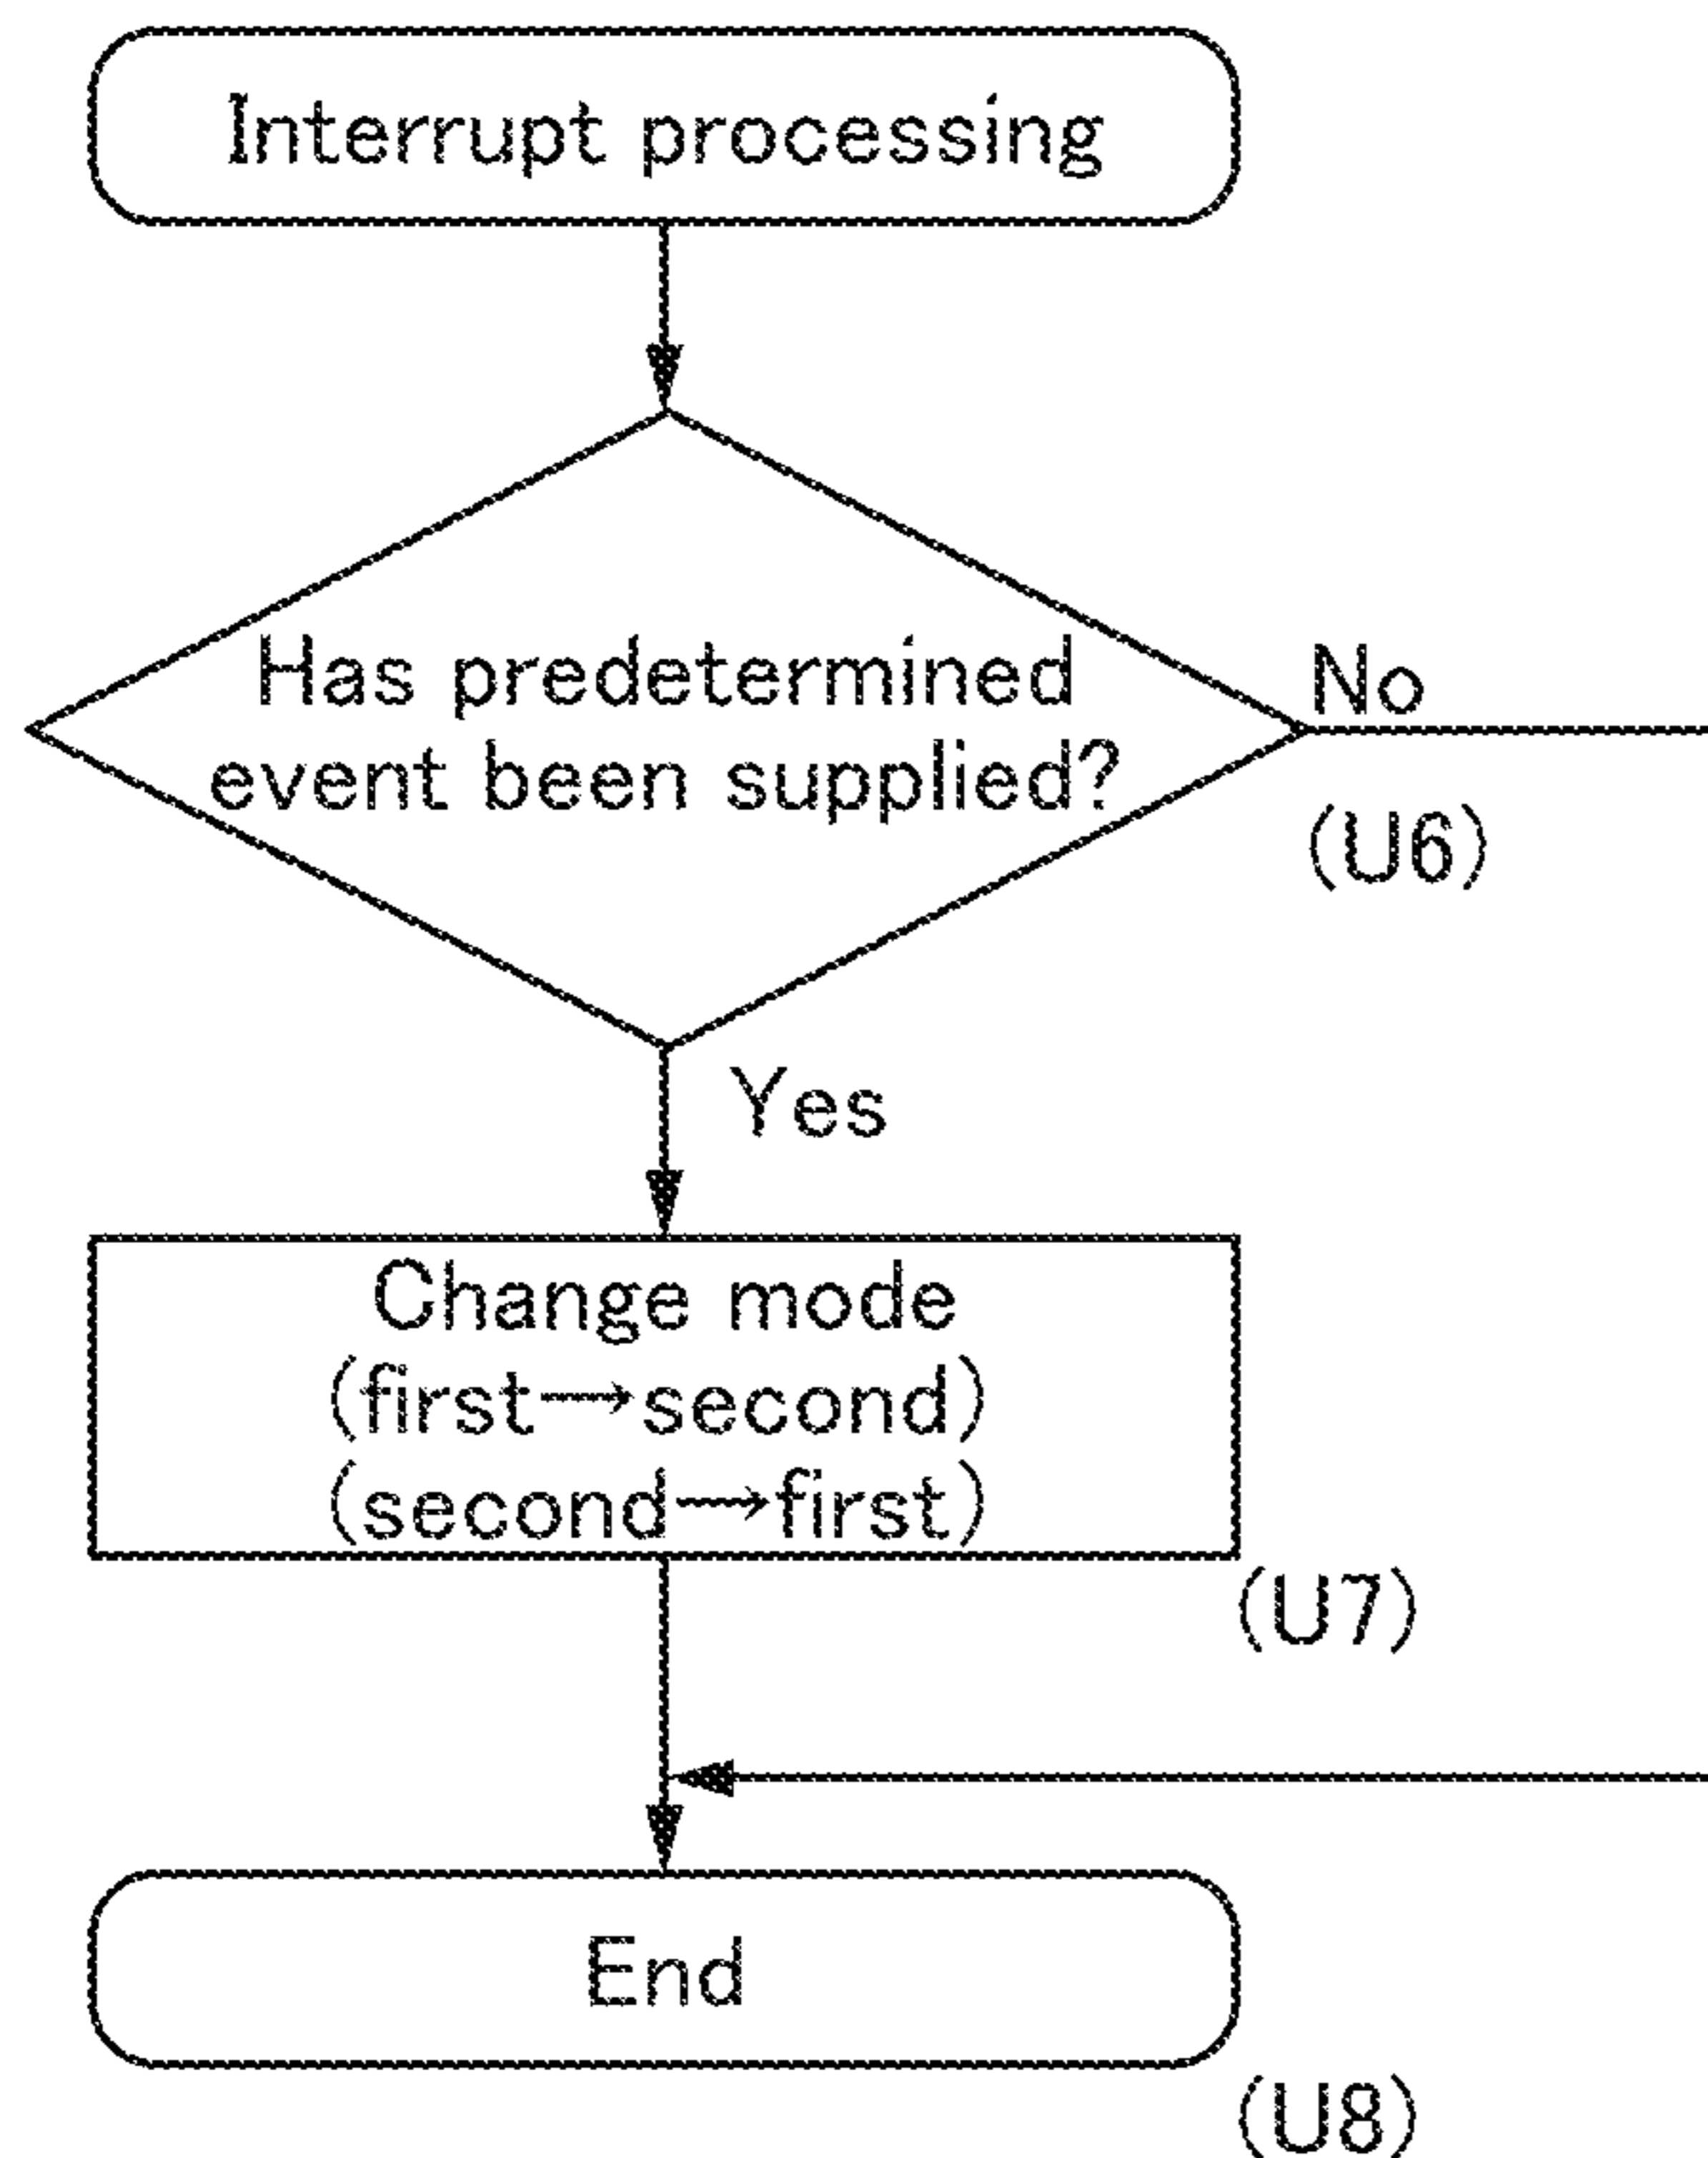 Interrupt processing
Has predetermined
event been supplied?
No
(U6)
Yes
Change mode
(first→second)
(second→first)
(U7)
End
(U8)